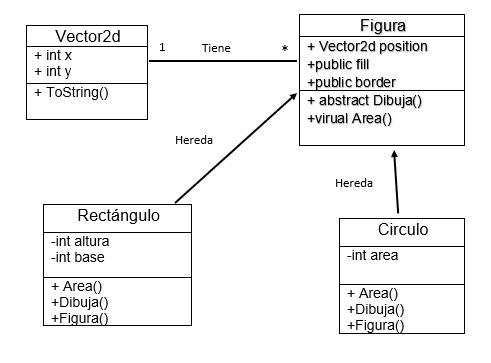 Vector2d
+ int x
+ int y
+ ToString()
1
Tiene
*
Figura
+ Vector2d position
+public fill
+public border
+ abstract Dibuja()
+virual Area()
Hereda
Hereda
Rectángulo
-int altura
-int base
+ Area()
+Dibuja()
+Figura()
Circulo
-int area
+ Area()
+Dibuja()
+Figura()